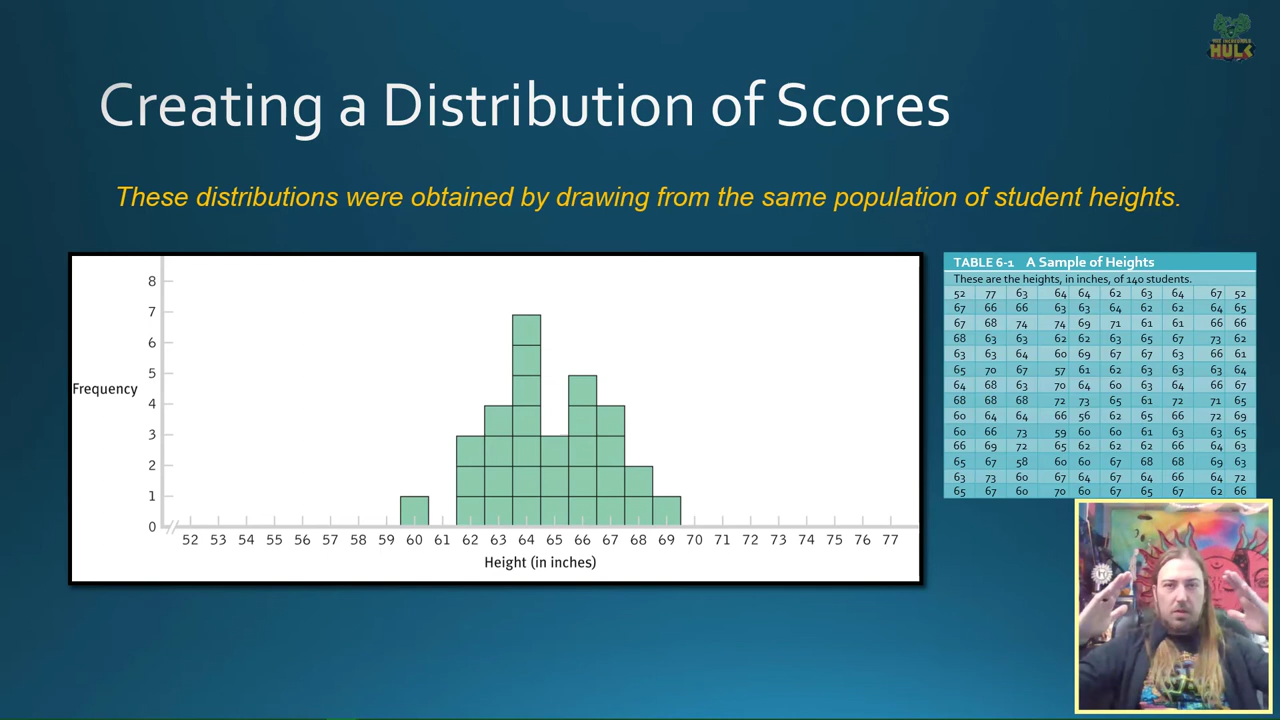 THE INCREDIBLE
HULK
Creating a Distribution of Scores
These distributions were obtained by drawing from the same population of student heights.
8
7
6
5
4
3
2
1
0
Frequency
52 53 54 55 56 57 58 59 60 61 62 63 64 65 66 67 68 69 70 71 72 73 74 75 76 77
Height (in inches)
TABLE 6-1 A Sample of Heights
These are the heights, in inches, of 140 students.
52 77 63 64 64 62 63 64 67 52
67 66 66 63 63 64 62 62 64 65
67 68 74 74 69 71 61 61 66 66
68 63 63 62 62 63 65 67 73 62
63 63 64 60 69 67 67 63 66 61
65 70 67 57 61 62 63 63 63 64
64 68 63 70 64 60 63 64 66 67
68 68 68 72 73 65 61 72 71 65
60 64 64 66 56 62 65 66 72 69
60 66 73 59 60 60 61 63 63 65
66 69 72 65 62 62 62 66 64 63
65 67 58 60 60 67 68 68 69 63
63 73 60 67 64 67 64 66 64 72
65 67 60 70 60 67 65 67 62 66